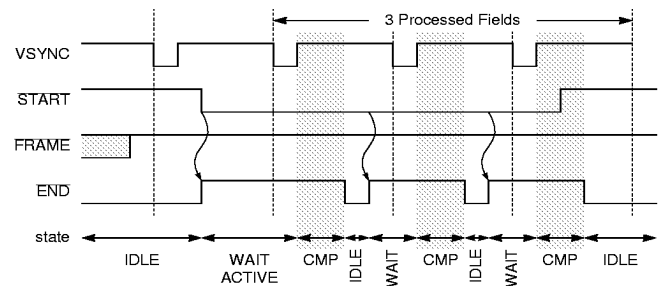 3 Processed Fields
VSYNC
START
FRAME
END
state
IDLE
WAIT
ACTIVE
CMP
IDLE
WAIT
CMP
IDLE
WAIT
CMP
IDLE